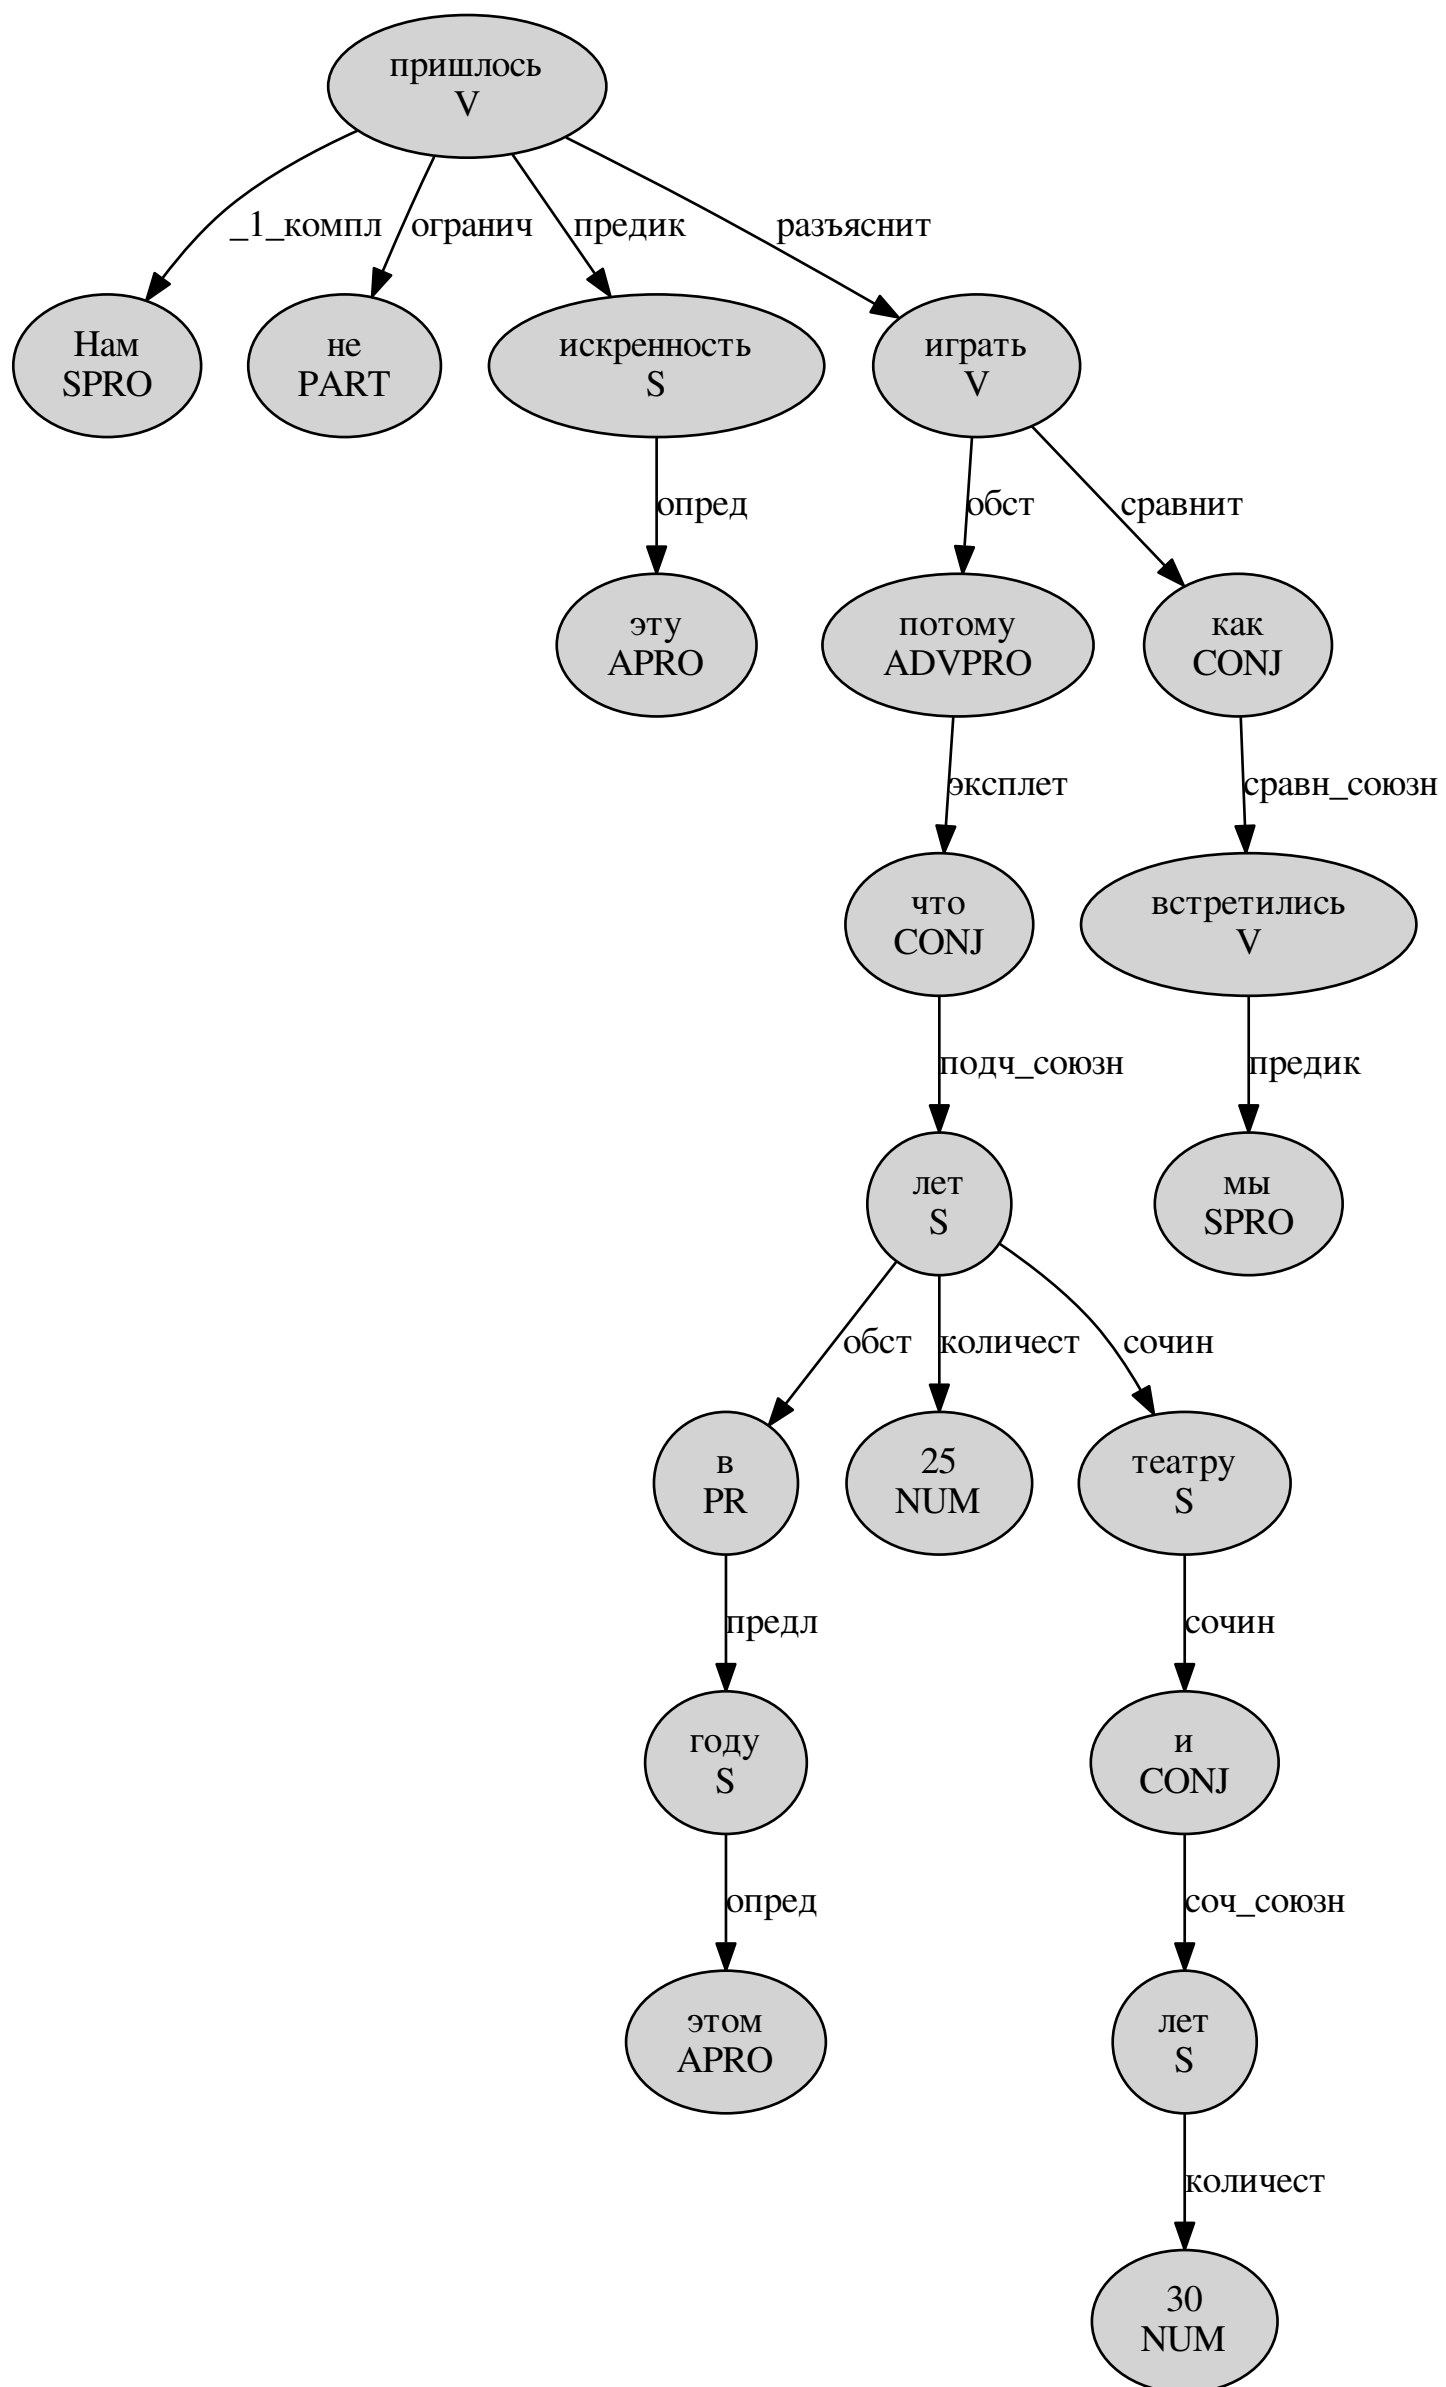 пришлось
V
_1_компл
огранич
предик
разъяснит
Нам
SPRO
не
PART
искренность
S
играть
V
опред
обст
сравнит
эту
APRO
потому
ADVPRO
как
CONJ
эксплет
сравн_союзн
что
CONJ
встретились
V
подч_союзн
предик
лет
S
мы
SPRO
обст
количест
сочин
в
PR
25
NUM
театру
S
предл
сочин
году
S
и
CONJ
опред
соч_союзн
этом
APRO
лет
S
количест
30
NUM